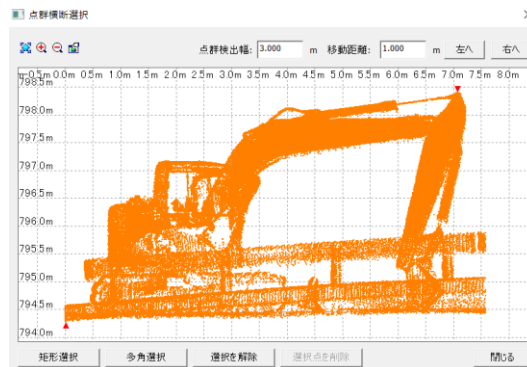 点群横断選択
点群検出幅: 3.000 m 移動距離: 1.000 m 左へ 右へ
-0.5m 0.0m 0.5m 1.0m 1.5m 2.0m 2.5m 3.0m 3.5m 4.0m 4.5m 5.0m 5.5m 6.0m 6.5m 7.0m 7.5m 8.0m
798.5m
798.0m
797.5m
797.0m
796.5m
796.0m
795.5m
795.0m
794.5m
794.0m
矩形選択 多角選択 選択を解除 選択点を削除 閉じる